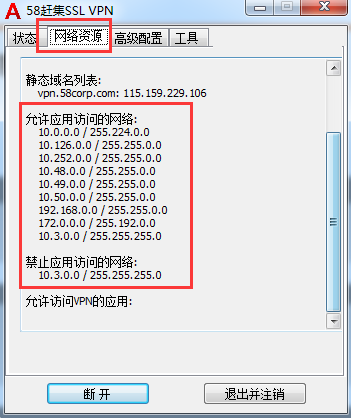 58赶集SSL VPN
状态 网络资源 高级配置 工具
静态域名列表:
vpn.58corp.com: 115.159.229.106
允许应用访问的网络:
10.0.0.0 / 255.224.0.0
10.126.0.0 / 255.255.0.0
10.252.0.0 / 255.255.0.0
10.48.0.0 / 255.255.0.0
10.49.0.0 / 255.255.0.0
10.50.0.0 / 255.255.0.0
192.168.0.0 / 255.255.0.0
172.0.0.0 / 255.192.0.0
10.3.0.0 / 255.255.255.0
禁止应用访问的网络:
10.3.0.0 / 255.255.255.0
允许访问VPN的应用:
断 开 退出并注销